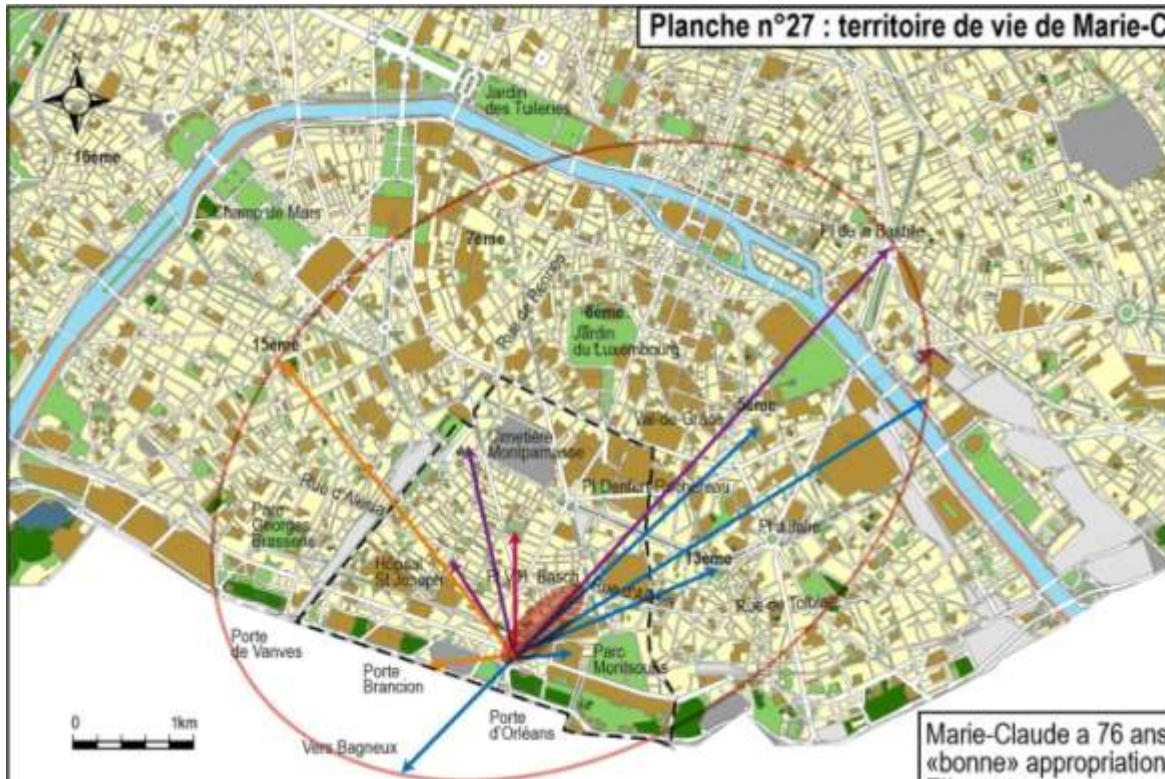 Planche n°27 : territoire de vie de Marie-C
N
Jardin
des Tuileries
16ème
Champ de Mars
7ème
Pl de la Bastille
Rue de Rennes
6ème
Jardin
du Luxembourg
15ème
Val-de-Grâce
5ème
Cimetière
Montparnasse
Pl Denfert-Rochereau
Rue d'Alésia
Parc
Georges
Brassens
Pl d'Italie
Hôpital
St Joseph
Basch
13ème
Rue d'Alésia
Rue de Tolbiac
Porte
de Vanves
Parc
Montsouris
Porte
Brancion
Porte
d'Orléans
0 1km
Vers Bagneux
Marie-Claude a 76 ans
«bonne» appropriation